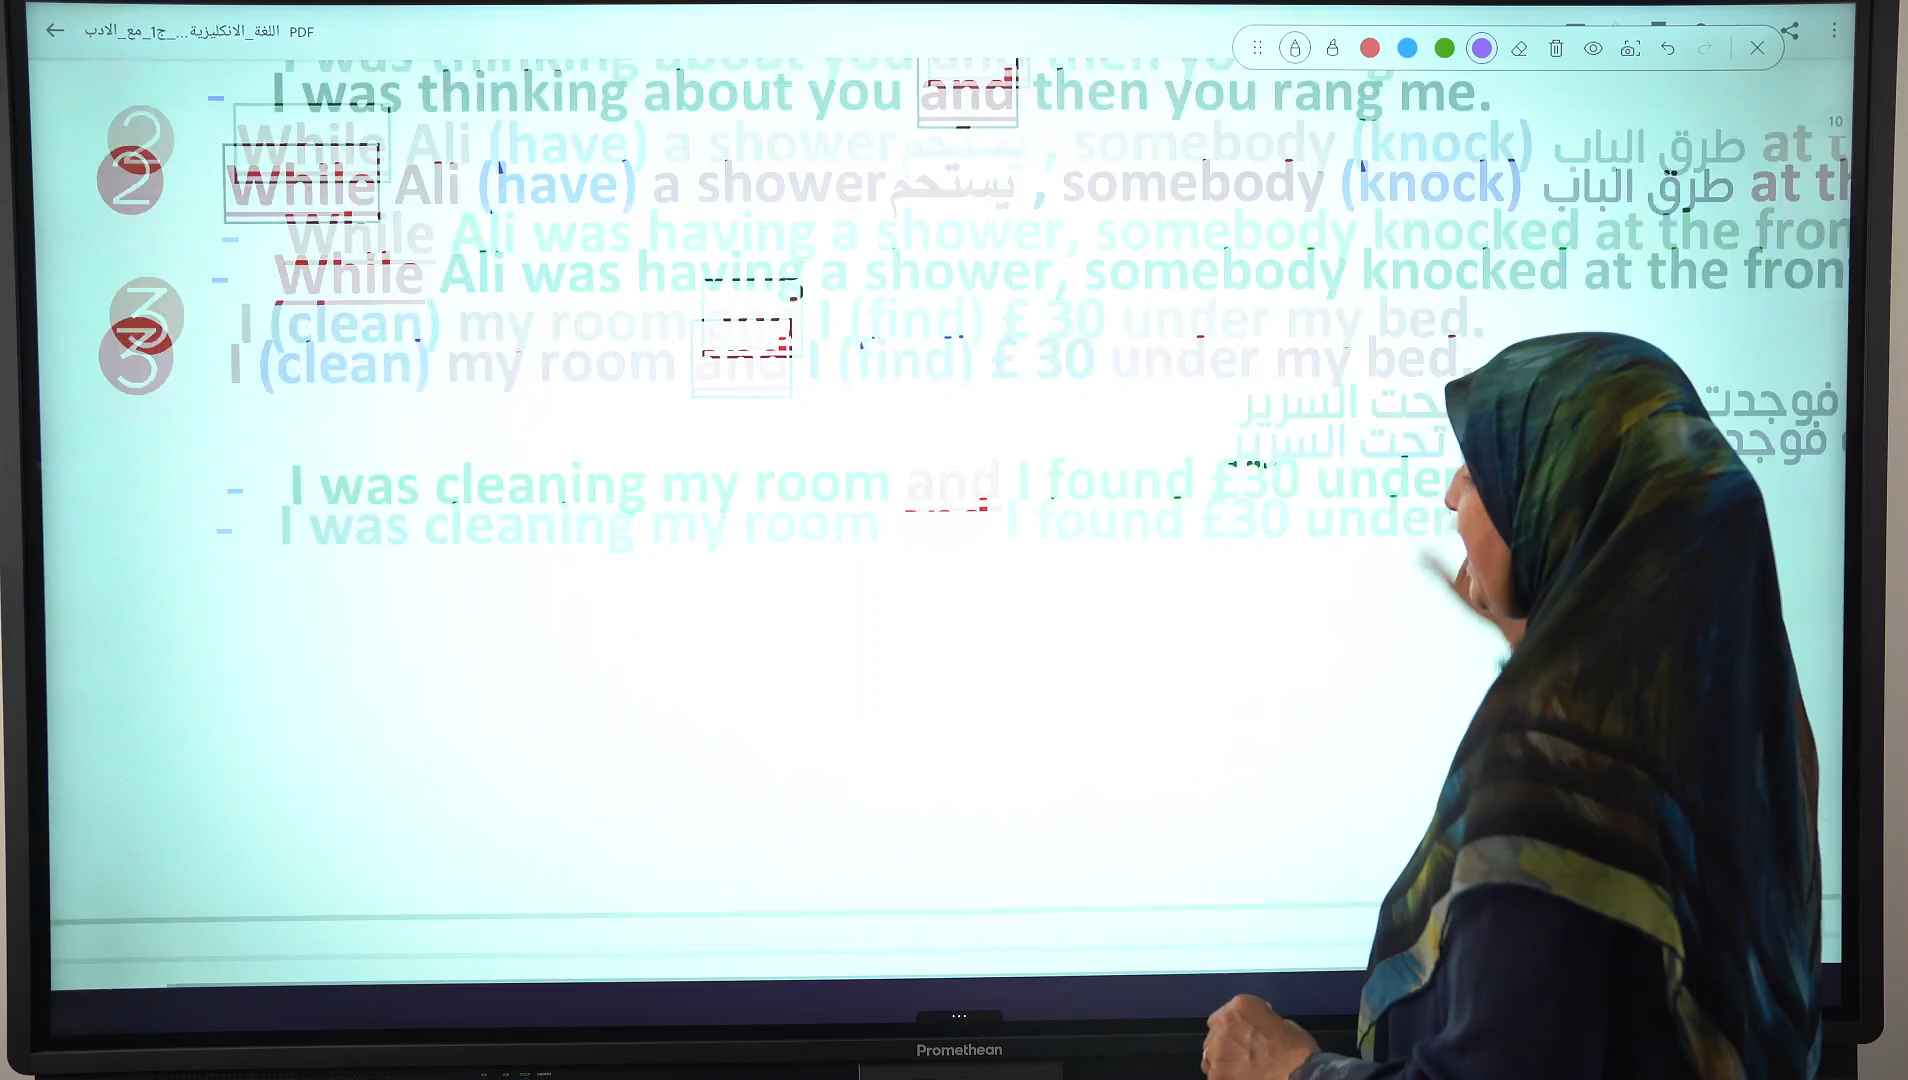 اللغة_الانكليزية..._ج1_مع_الادب PDF
10
- I was thinking about you and then you rang me.
2 While Ali (have) a shower يستحم , somebody (knock) طرق الباب at th
- While Ali was having a shower, somebody knocked at the fron
3 I (clean) my room and I (find) £ 30 under my bed.
تحت السرير
فوجدت
- I was cleaning my room and I found £30 under
Promethean